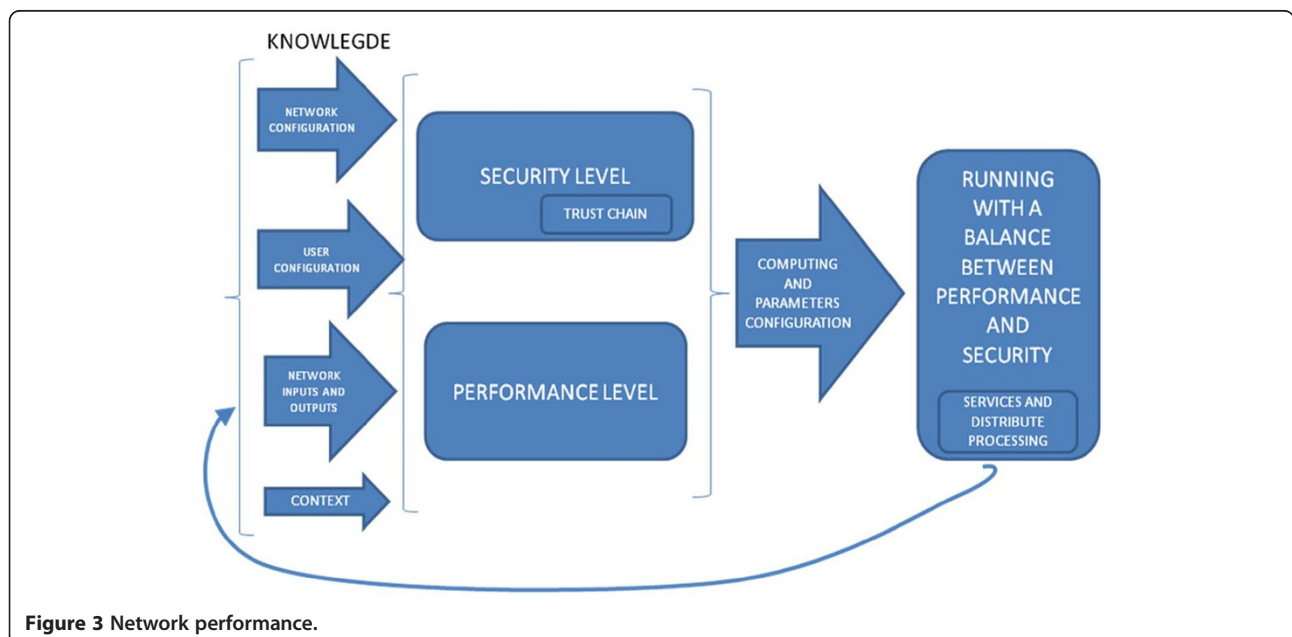 KNOWLEGDE
NETWORK
CONFIGURATION
USER
CONFIGURATION
NETWORK
INPUTS AND
OUTPUTS
CONTEXT
SECURITY LEVEL
TRUST CHAIN
PERFORMANCE LEVEL
COMPUTING
AND
PARAMETERS
CONFIGURATION
RUNNING
WITH A
BALANCE
BETWEEN
PERFORMANCE
AND
SECURITY
SERVICES AND
DISTRIBUTE
PROCESSING
Figure 3 Network performance.